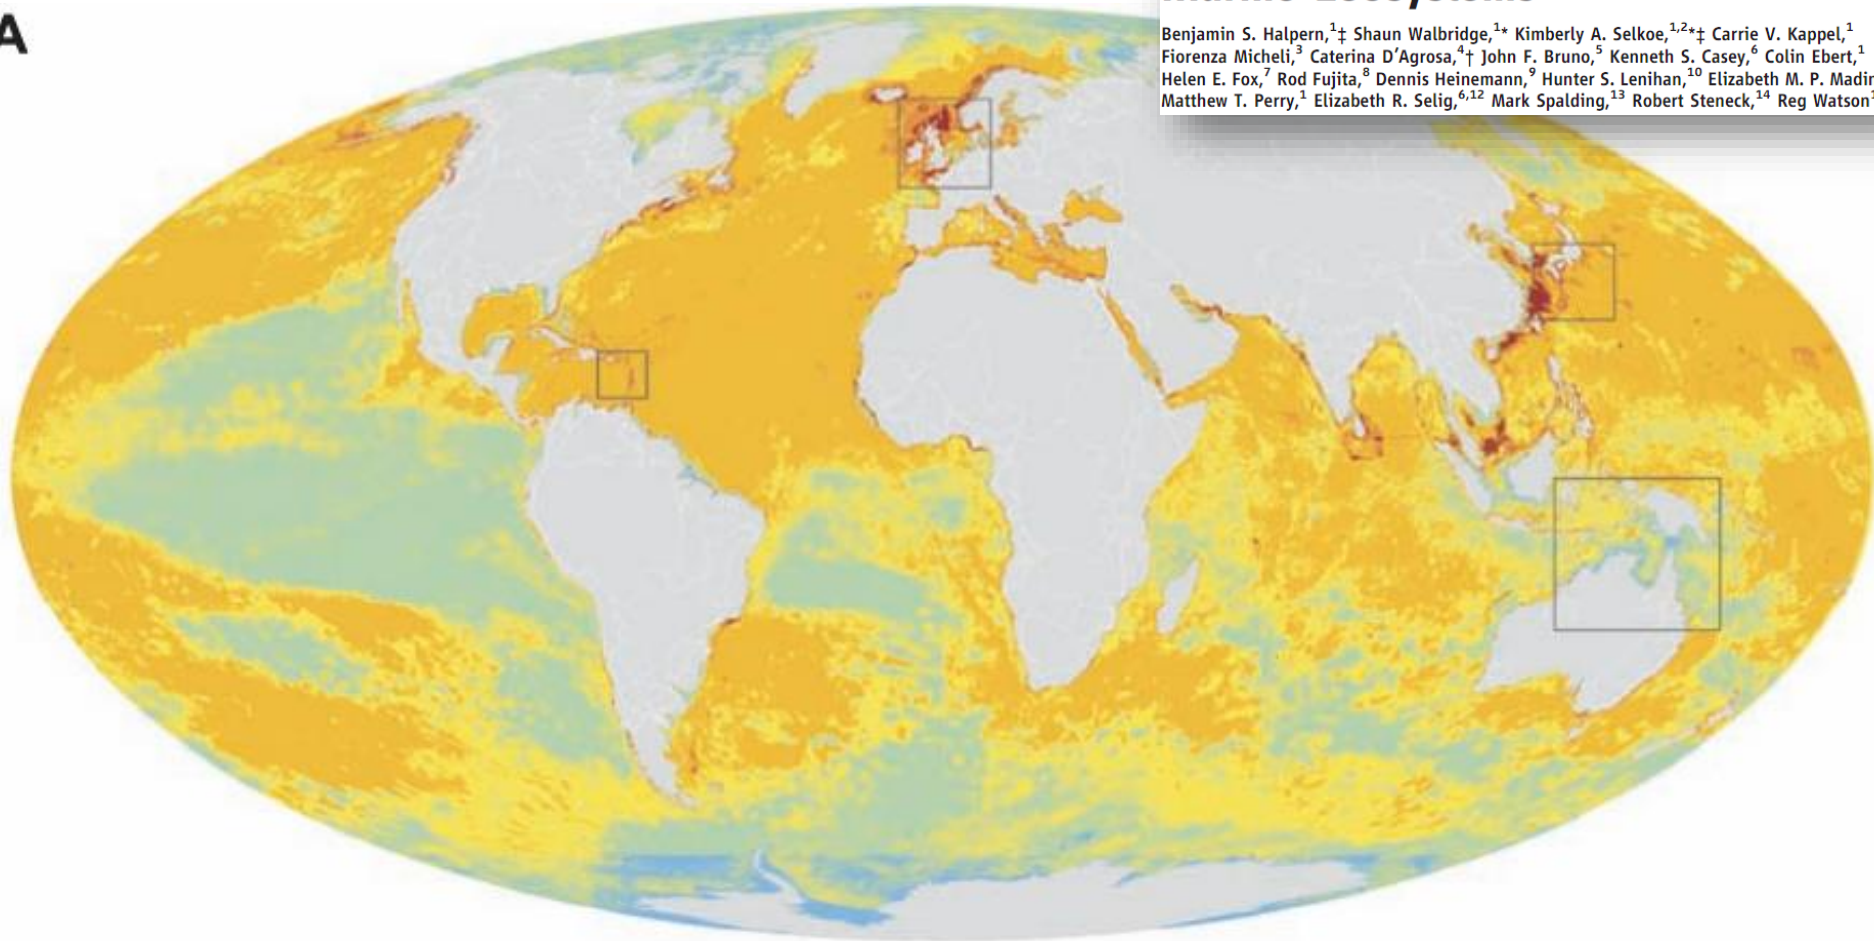 A
Benjamin S. Halpern,¹‡ Shaun Walbridge,¹* Kimberly A. Selkoe,¹,²*‡ Carrie V. Kappel,¹
Fiorenza Micheli,³ Caterina D'Agrosa,⁴† John F. Bruno,⁵ Kenneth S. Casey,⁶ Colin Ebert,¹
Helen E. Fox,⁷ Rod Fujita,⁸ Dennis Heinemann,⁹ Hunter S. Lenihan,¹⁰ Elizabeth M. P. Madin
Matthew T. Perry,¹ Elizabeth R. Selig,⁶,¹² Mark Spalding,¹³ Robert Steneck,¹⁴ Reg Watson